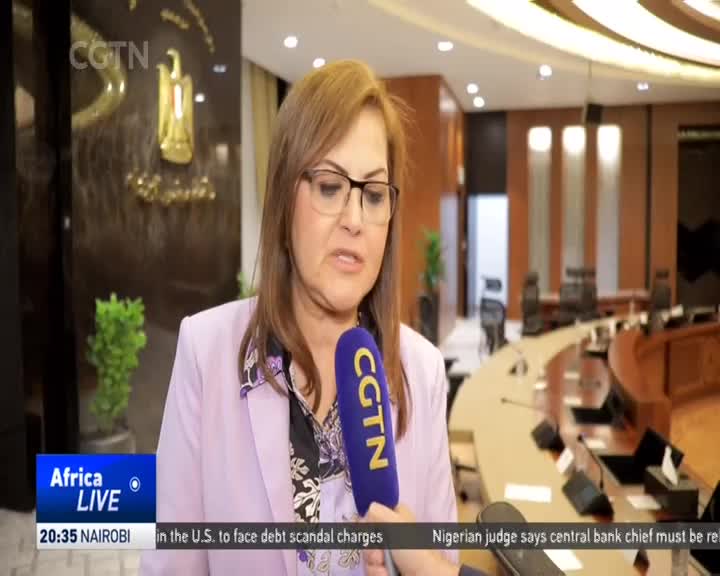 CGTN
CGTN
Africa
LIVE
20:35 NAIROBI
in the U.S. to face debt scandal charges
Nigerian judge says central bank chief must be rel